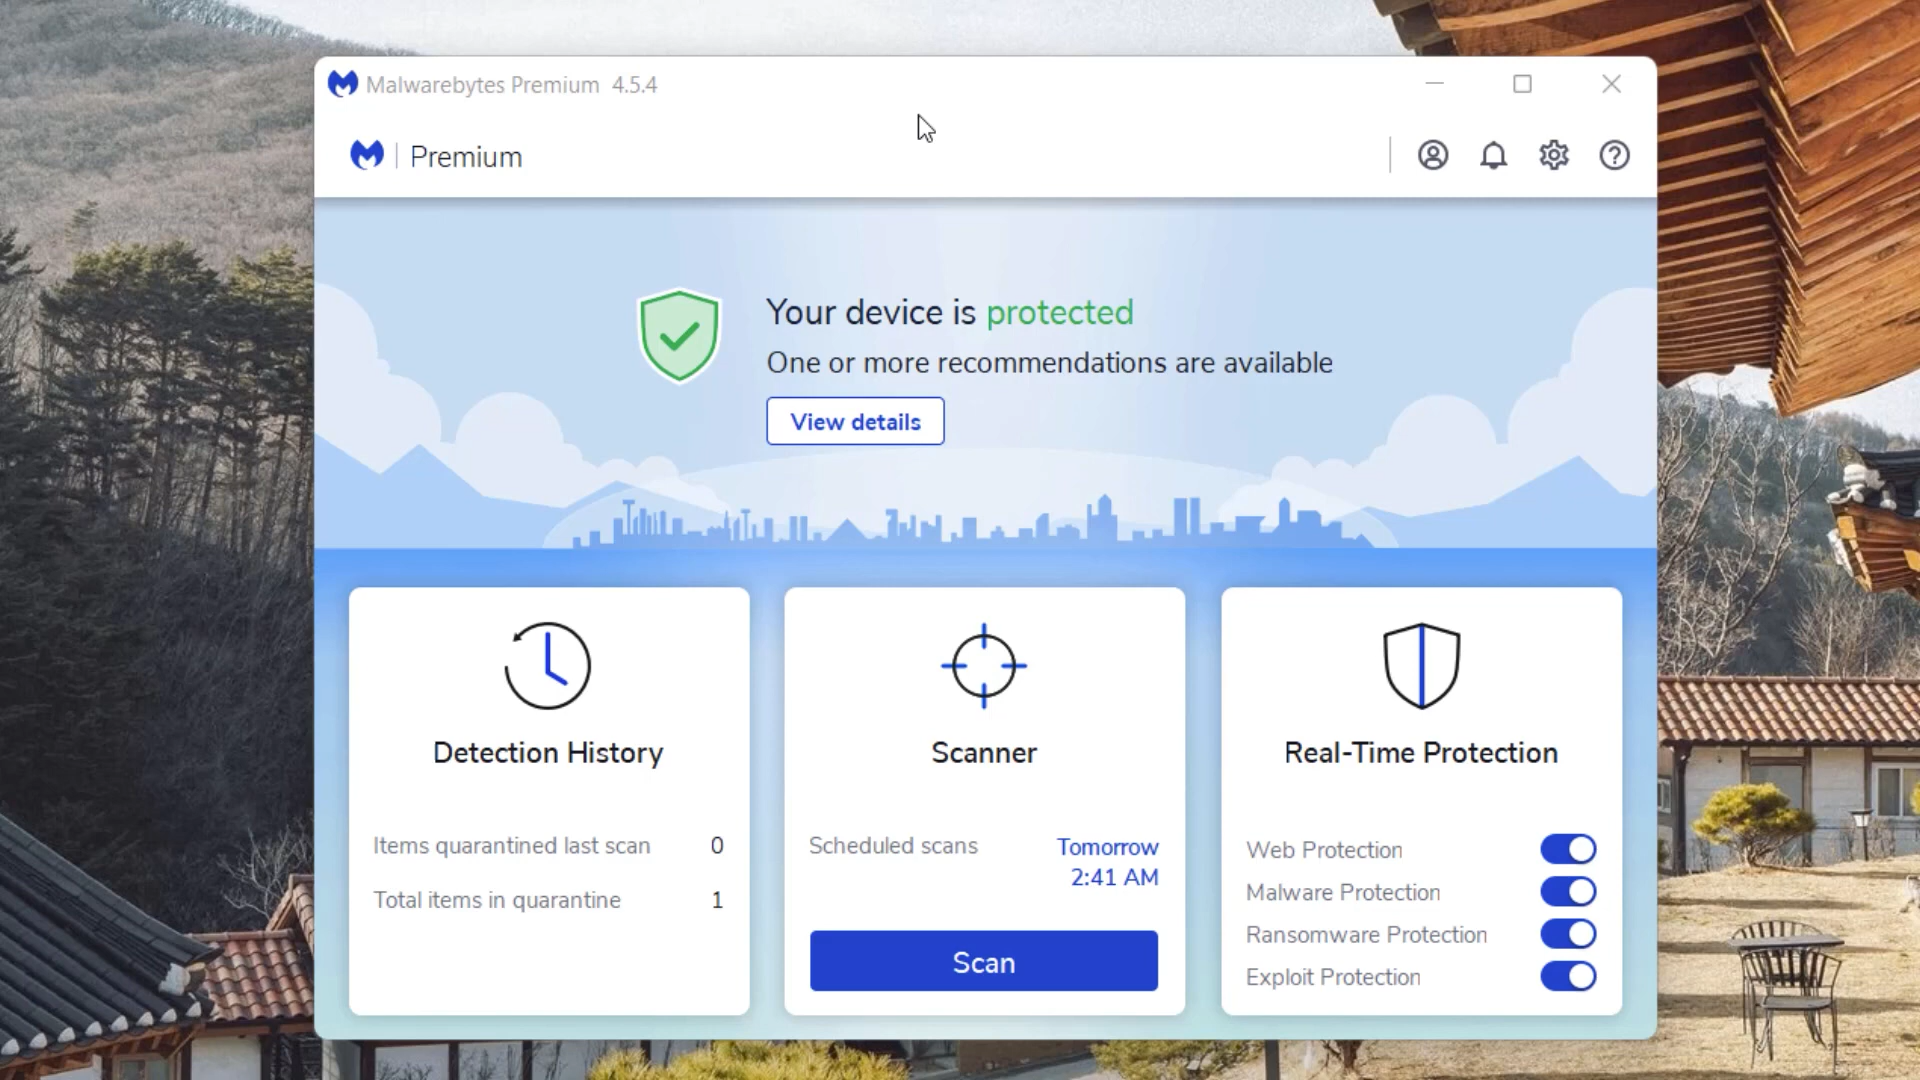 Malwarebytes Premium 4.5.4
Premium
Your device is protected
One or more recommendations are available
View details
Detection History
Items quarantined last scan 0
Total items in quarantine 1
Scanner
Scheduled scans Tomorrow
2:41 AM
Scan
Real-Time Protection
Web Protection
Malware Protection
Ransomware Protection
Exploit Protection